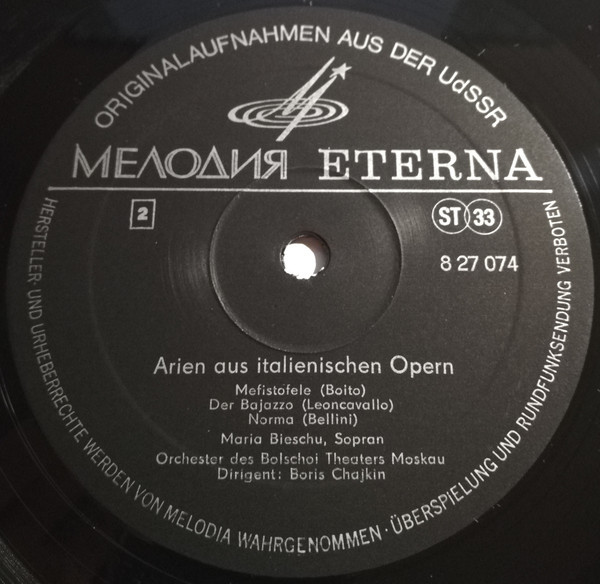 ORIGINALAUFNAHMEN AUS DER UdSSR
МЕЛОДИЯ ETERNA
2
ST 33
8 27 074
Arien aus italienischen Opern
Mefistofele (Boito)
Der Bajazzo (Leoncavallo)
Norma (Bellini)
Maria Bieschu, Sopran
Orchester des Bolschoi Theaters Moskau
Dirigent: Boris Chajkin
HERSTELLER- UND URHEBERRECHTE WERDEN VON MELODIA WAHRGENOMMEN · ÜBERSPIELUNG UND RUNDFUNKSENDUNG VERBOTEN